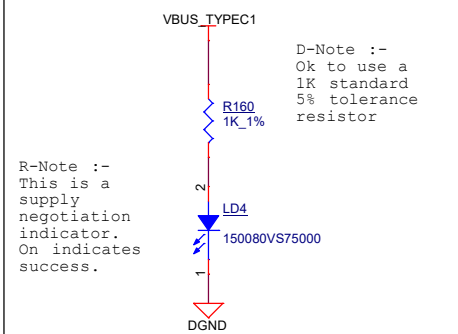 VBUS_TYPEC1
D-Note :-
Ok to use a
1K standard
5% tolerance
resistor
R160
1K_1%
R-Note :-
This is a
supply
negotiation
indicator.
On indicates
success.
2
LD4
150080VS75000
1
DGND